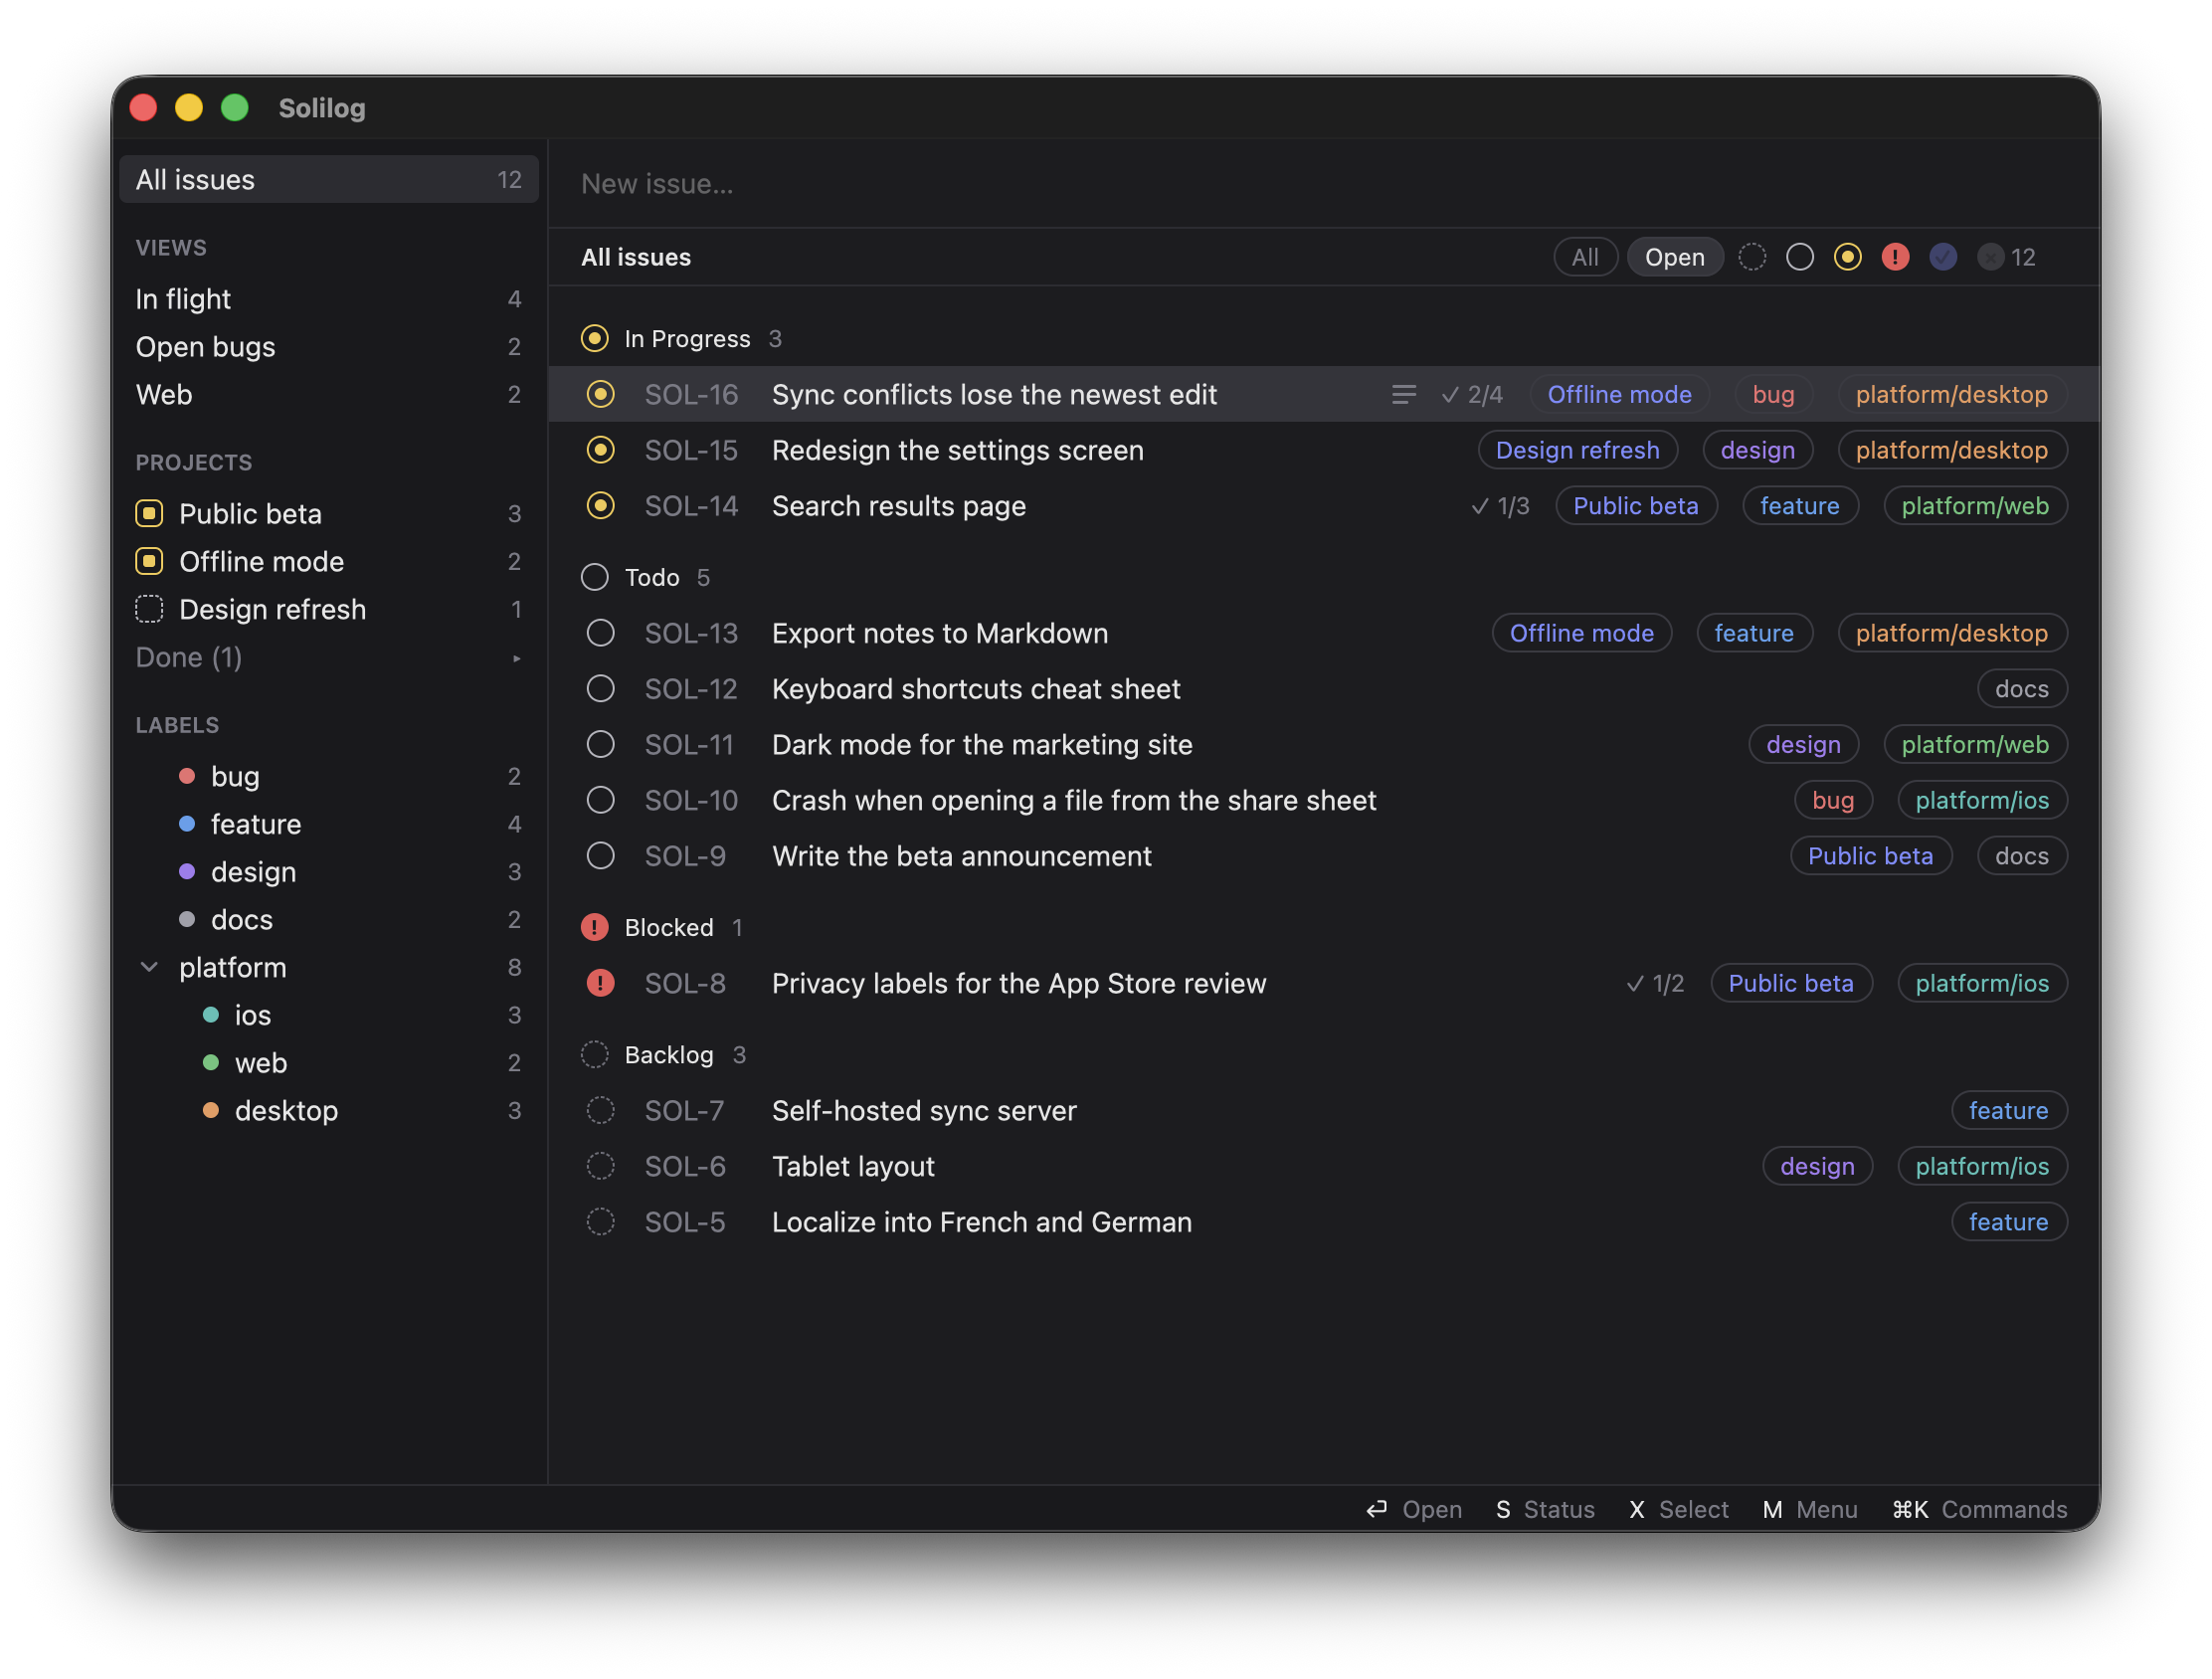 Solilog
All issues 12
VIEWS
In flight 4
Open bugs 2
Web 2
PROJECTS
Public beta 3
Offline mode 2
Design refresh 1
Done (1)
LABELS
bug 2
feature 4
design 3
docs 2
platform 8
ios 3
web 2
desktop 3
New issue...
All issues All Open 12
In Progress 3
SOL-16 Sync conflicts lose the newest edit 2/4 Offline mode bug platform/desktop
SOL-15 Redesign the settings screen Design refresh design platform/desktop
SOL-14 Search results page 1/3 Public beta feature platform/web
Todo 5
SOL-13 Export notes to Markdown Offline mode feature platform/desktop
SOL-12 Keyboard shortcuts cheat sheet docs
SOL-11 Dark mode for the marketing site design platform/web
SOL-10 Crash when opening a file from the share sheet bug platform/ios
SOL-9 Write the beta announcement Public beta docs
Blocked 1
SOL-8 Privacy labels for the App Store review 1/2 Public beta platform/ios
Backlog 3
SOL-7 Self-hosted sync server feature
SOL-6 Tablet layout design platform/ios
SOL-5 Localize into French and German feature
Open S Status X Select M Menu ⌘K Commands